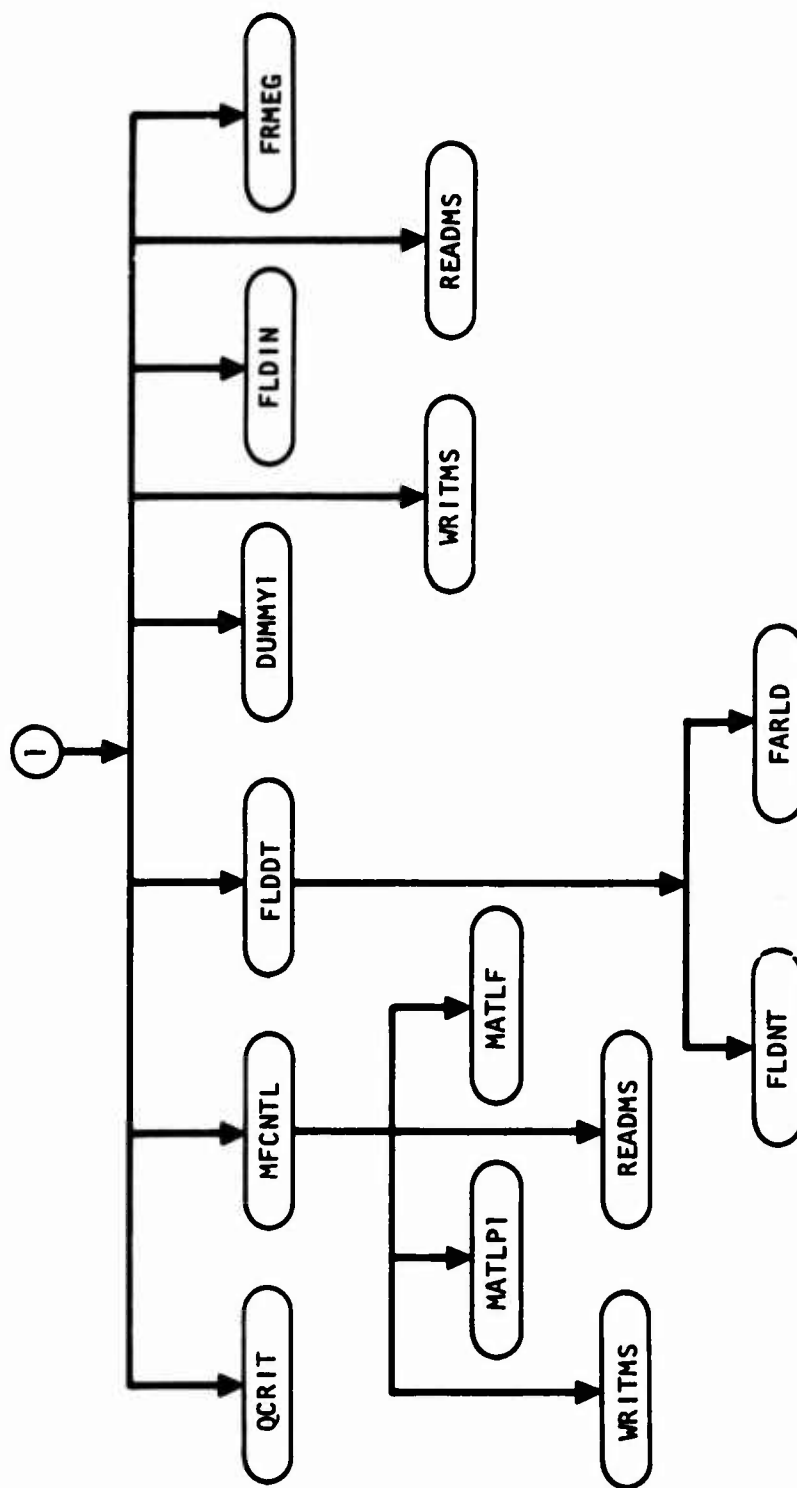 1
QCRIT
MFCNTL
FLDDT
DUMMY1
FLDIN
FRMEG
WRITMS
READMS
MATLP1
MATLF
WRITMS
READMS
FLDNT
FARLD